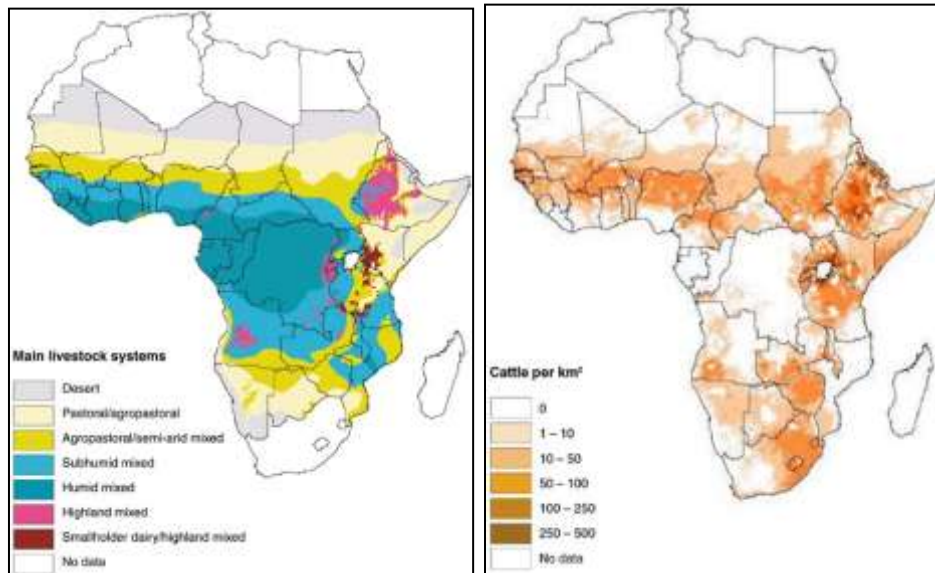 Main livestock systems
Desert
Pastoral/agropastoral
Agropastoral/semi-arid mixed
Subhumid mixed
Humid mixed
Highland mixed
Smallholder dairy/highland mixed
No data
Cattle per km²
0
1 – 10
10 – 50
50 – 100
100 – 250
250 – 500
No data